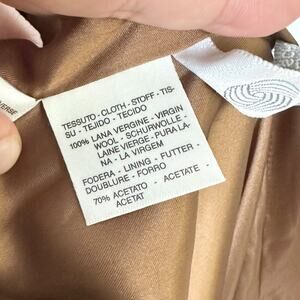 VERSE
TESSUTO - CLOTH - STOFF - TIS-
SU - TEJIDO - TECIDO
100% LANA VERGINE - VIRGIN
WOOL - SCHURWOLLE -
LAINE VIERGE - PURA LA-
NA - LA VIRGEM
FODERA - LINING - FUTTER -
DOUBLURE - FORRO
70% ACETATO - ACETATE -
ACETAT